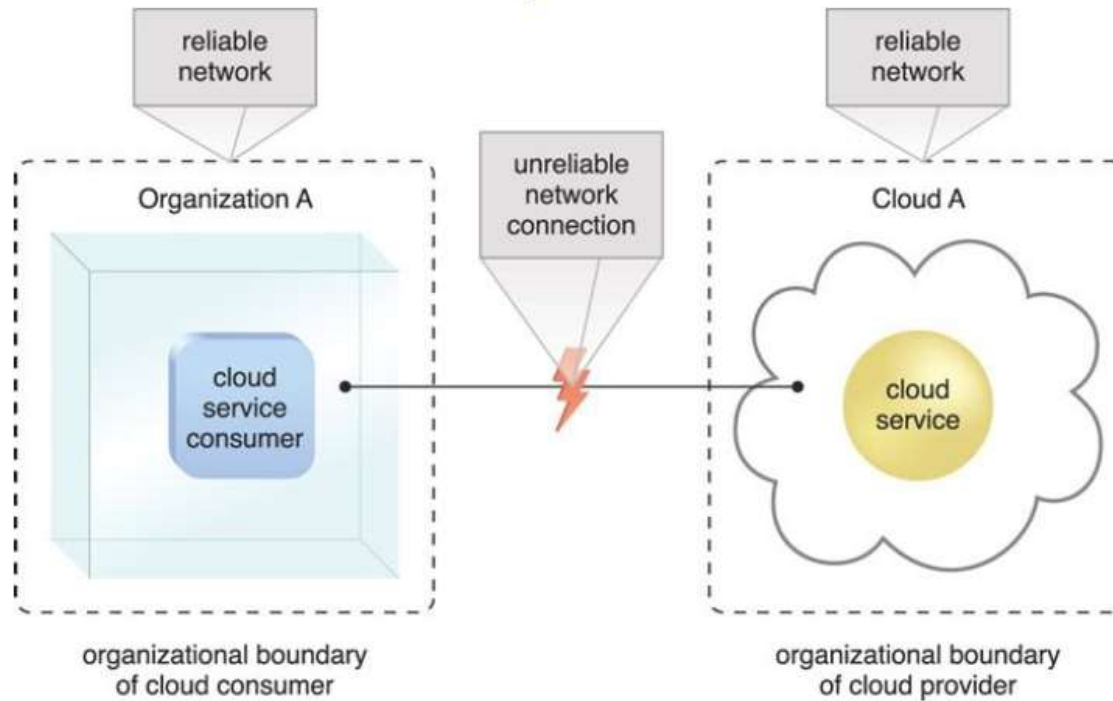 reliable
network
reliable
network
unreliable
network
connection
Organization A
Cloud A
cloud
service
consumer
cloud
service
organizational boundary
of cloud consumer
organizational boundary
of cloud provider